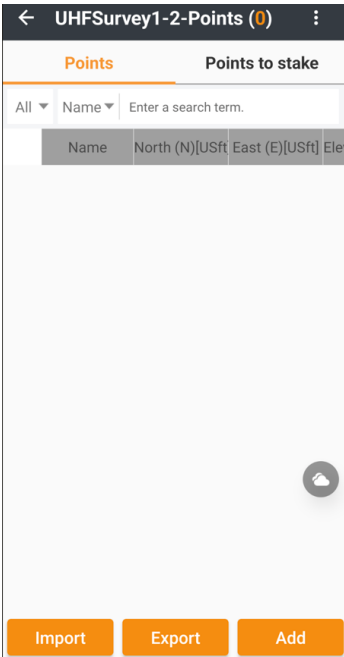 UHFSurvey1-2-Points (0)
Points Points to stake
All Name Enter a search term.
Name North (N)[USft East (E)[USft] Ele
Import Export Add